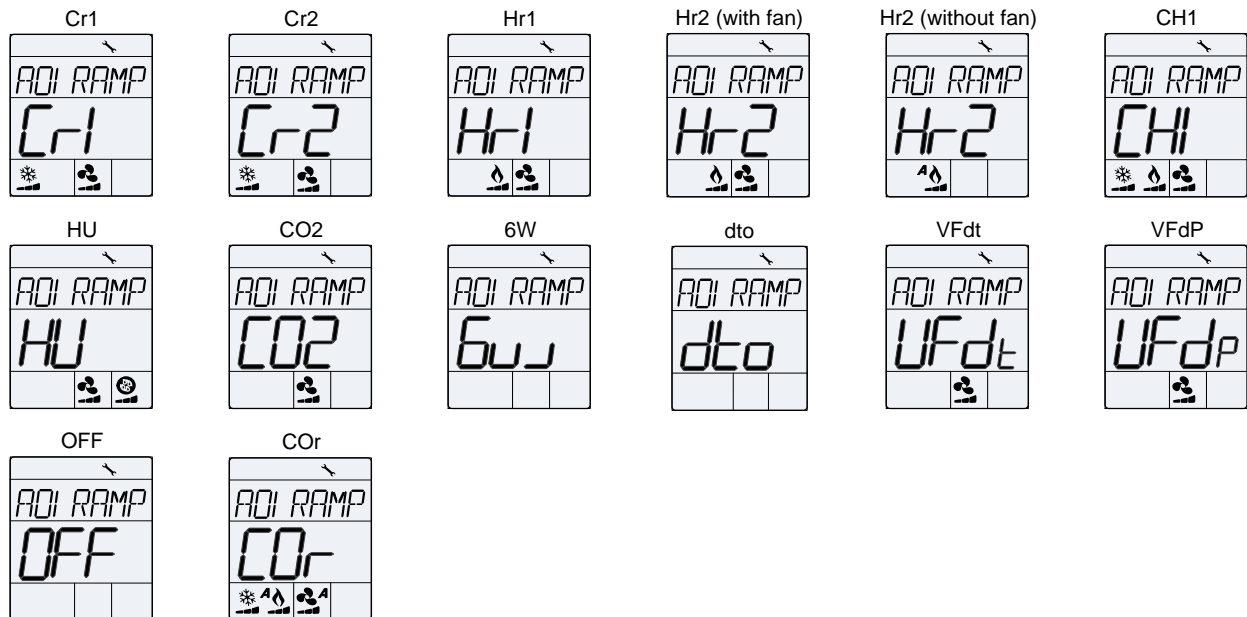 Cr1 Cr2 Hr1 Hr2 (with fan) Hr2 (without fan) CH1
AO1 RAMP AO1 RAMP AO1 RAMP AO1 RAMP AO1 RAMP AO1 RAMP
Cr1 Cr2 Hr1 Hr2 Hr2 CH1
A
HU CO2 6W dto VFdt VFdP
AO1 RAMP AO1 RAMP AO1 RAMP AO1 RAMP AO1 RAMP AO1 RAMP
HU CO2 6W dto VFdt VFdP
OFF COr
AO1 RAMP AO1 RAMP
OFF COr
A A